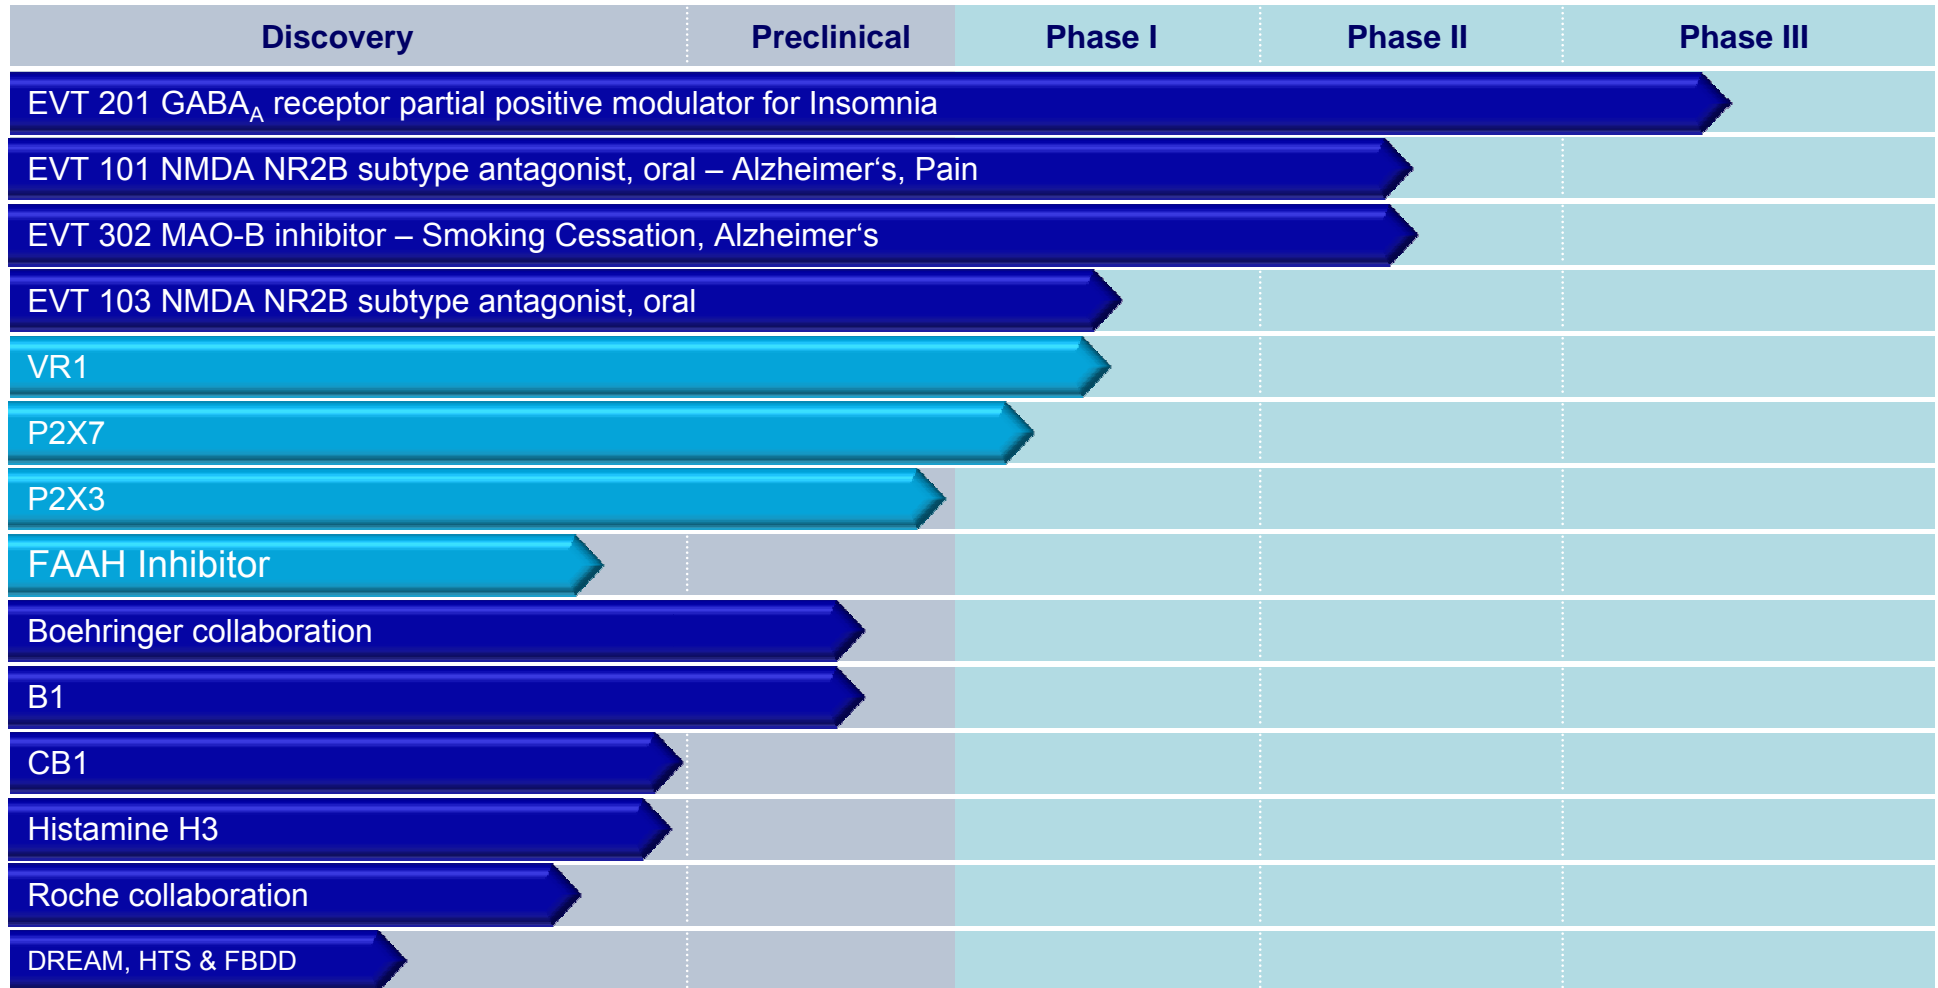 Discovery Preclinical Phase I Phase II Phase III
EVT 201 GABAA receptor partial positive modulator for Insomnia
EVT 101 NMDA NR2B subtype antagonist, oral – Alzheimer‘s, Pain
EVT 302 MAO-B inhibitor – Smoking Cessation, Alzheimer‘s
EVT 103 NMDA NR2B subtype antagonist, oral
VR1
P2X7
P2X3
FAAH Inhibitor
Boehringer collaboration
B1
CB1
Histamine H3
Roche collaboration
DREAM, HTS & FBDD